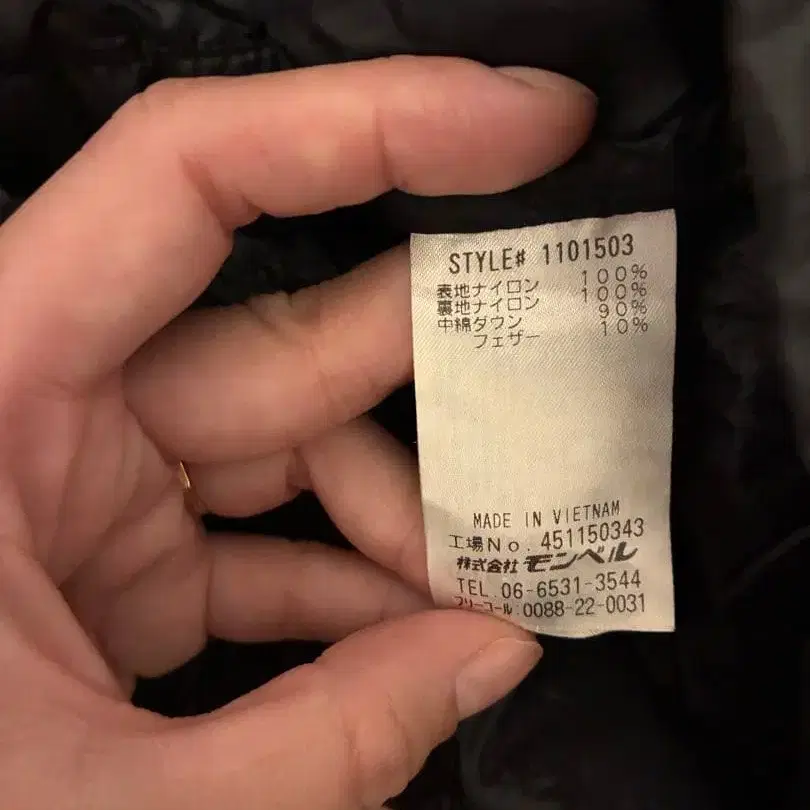 STYLE# 1101503
表地ナイロン 100%
裏地ナイロン 100%
中綿ダウン 90%
フェザー 10%
MADE IN VIETNAM
工場No. 451150343
株式会社 モンベル
TEL.06-6531-3544
フリーコール:0088-22-0031